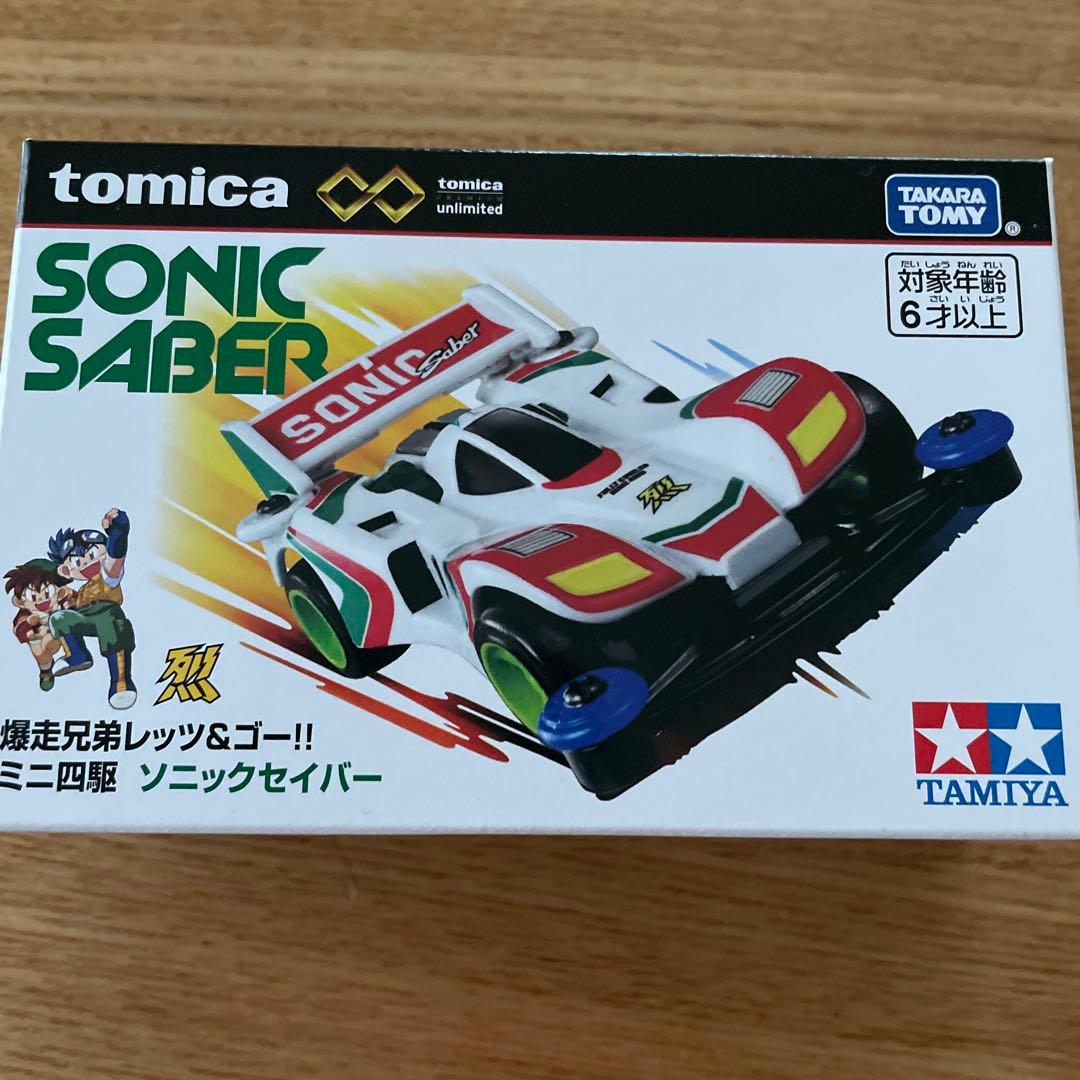 tomica
tomica
PREMIUM
unlimited
TAKARA
TOMY
®
SONIC
SABER
たい しょう ねん れい
対象年齢
さい い じょう
6才以上
SONIC Saber
烈
烈
爆走兄弟レッツ&ゴー!!
ミニ四駆 ソニックセイバー
TAMIYA